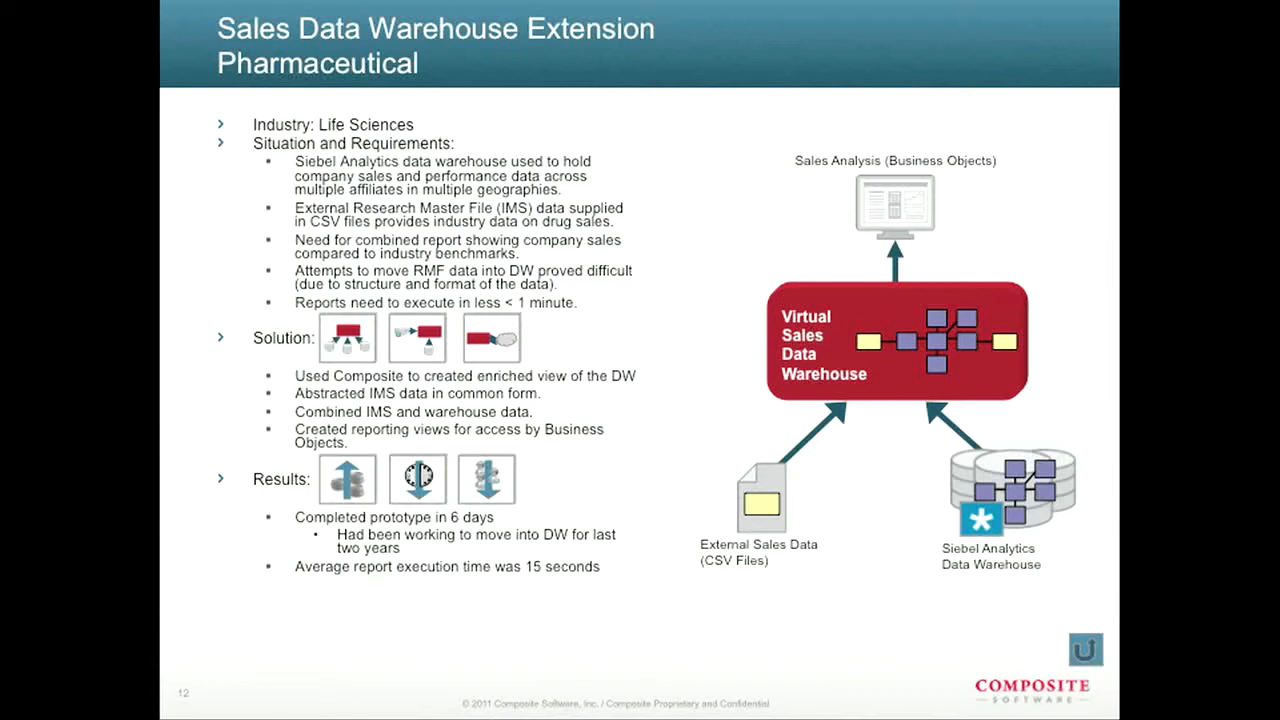 Sales Data Warehouse Extension
Pharmaceutical
Industry: Life Sciences
Situation and Requirements:
Siebel Analytics data warehouse used to hold
company sales and performance data across
multiple affiliates in multiple geographies.
External Research Master File (IMS) data supplied
in CSV files provides industry data on drug sales.
Need for combined report showing company sales
compared to industry benchmarks.
Attempts to move RMF data into DW proved difficult
(due to structure and format of the data).
Reports need to execute in less < 1 minute.
Solution:
Used Composite to created enriched view of the DW
Abstracted IMS data in common form.
Combined IMS and warehouse data.
Created reporting views for access by Business
Objects.
Results:
Completed prototype in 6 days
Had been working to move into DW for last
two years
Average report execution time was 15 seconds
Sales Analysis (Business Objects)
Virtual
Sales
Data
Warehouse
External Sales Data
(CSV Files)
Siebel Analytics
Data Warehouse
12
© 2011 Composite Software, Inc. / Composite Proprietary and Confidential
COMPOSITE
SOFTWARE